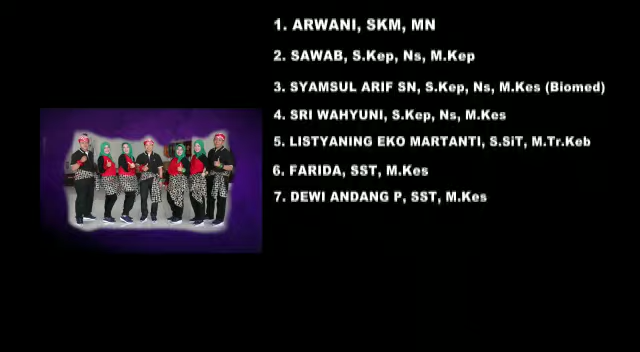 1. ARWANI, SKM, MN
2. SAWAB, S.Kep, Ns, M.Kep
3. SYAMSUL ARIF SN, S.Kep, Ns, M.Kes (Biomed)
4. SRI WAHYUNI, S.Kep, Ns, M.Kes
5. LISTYANING EKO MARTANTI, S.SiT, M.Tr.Keb
6. FARIDA, SST, M.Kes
7. DEWI ANDANG P, SST, M.Kes